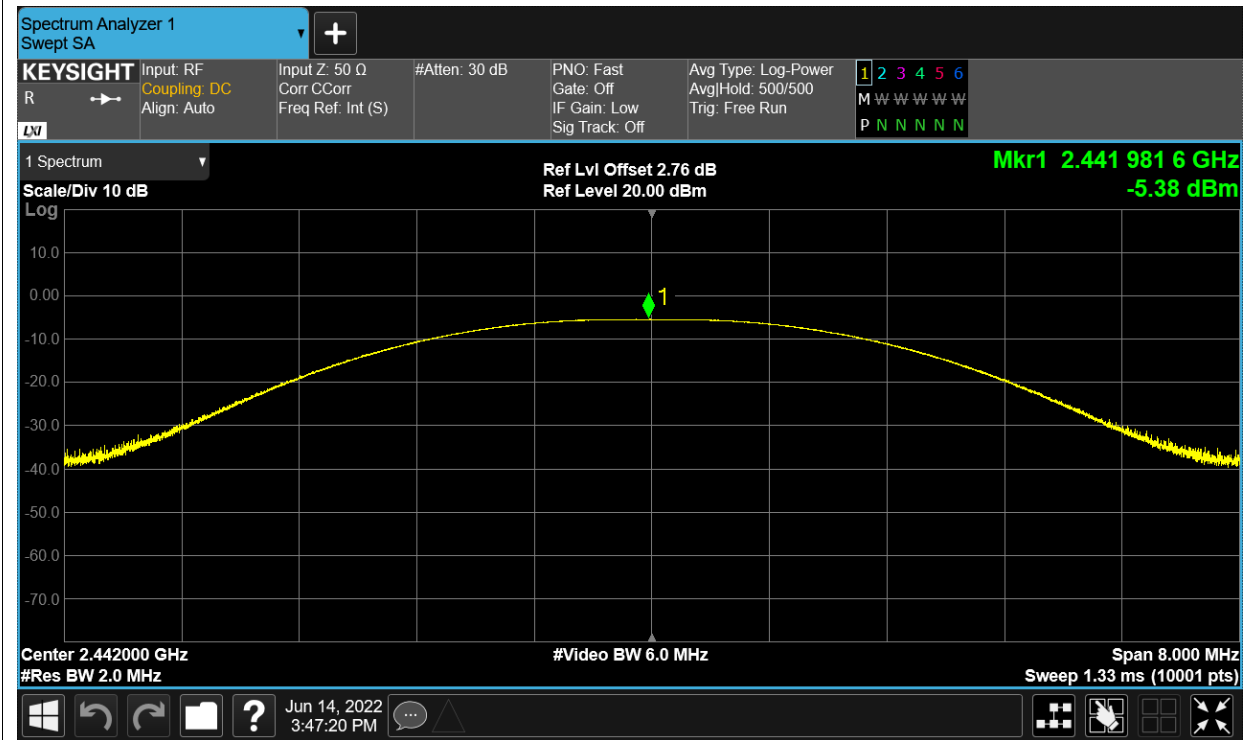 Spectrum Analyzer 1
Swept SA
+
KEYSIGHT
R
LXI
Input: RF
Coupling: DC
Align: Auto
Input Z: 50 Ω
Corr CCorr
Freq Ref: Int (S)
#Atten: 30 dB
PNO: Fast
Gate: Off
IF Gain: Low
Sig Track: Off
Avg Type: Log-Power
Avg|Hold: 500/500
Trig: Free Run
1 2 3 4 5 6
M W W W W W
P N N N N N
1 Spectrum
Scale/Div 10 dB
Log
Ref Lvl Offset 2.76 dB
Ref Level 20.00 dBm
Mkr1 2.441 981 6 GHz
-5.38 dBm
10.0
0.00
-10.0
-20.0
-30.0
-40.0
-50.0
-60.0
-70.0
1
Center 2.442000 GHz
#Res BW 2.0 MHz
#Video BW 6.0 MHz
Span 8.000 MHz
Sweep 1.33 ms (10001 pts)
?
Jun 14, 2022
3:47:20 PM